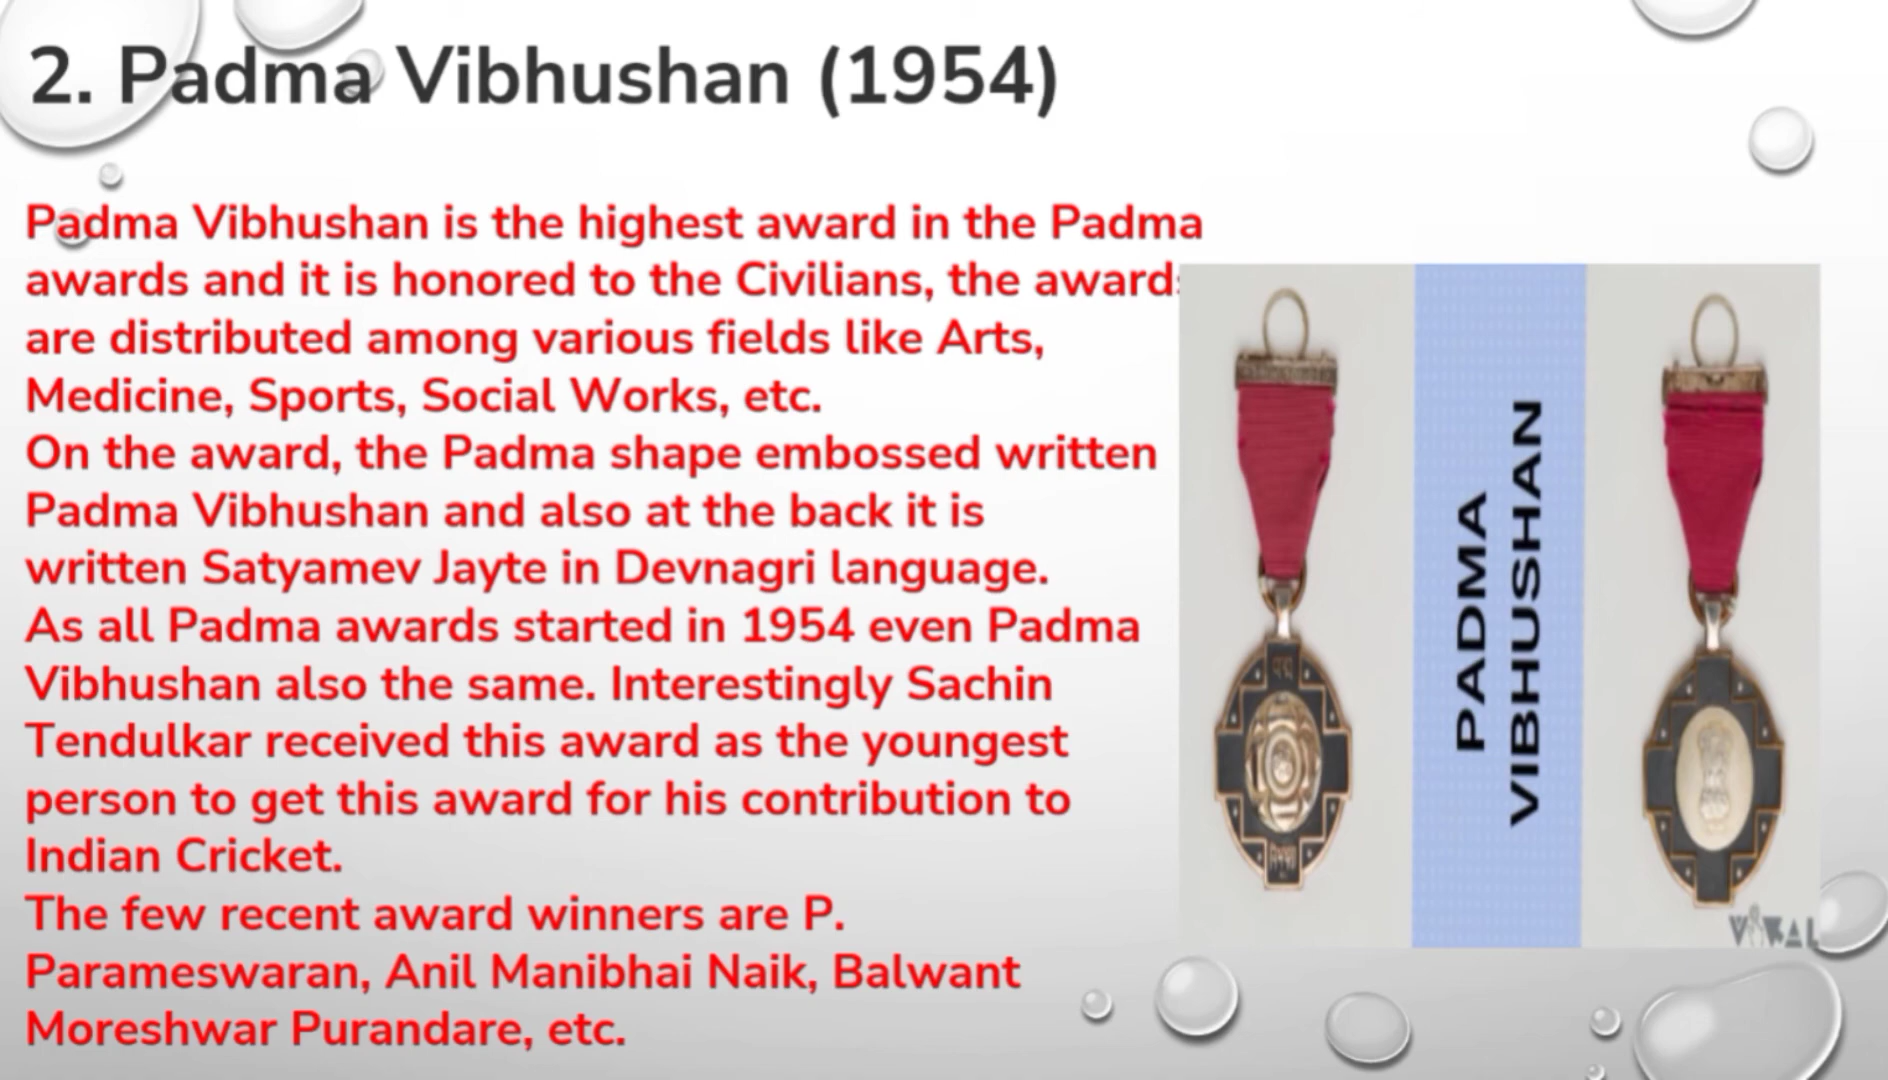 2. Padma Vibhushan (1954)
Padma Vibhushan is the highest award in the Padma
awards and it is honored to the Civilians, the awards
are distributed among various fields like Arts,
Medicine, Sports, Social Works, etc.
On the award, the Padma shape embossed written
Padma Vibhushan and also at the back it is
written Satyamev Jayte in Devnagri language.
As all Padma awards started in 1954 even Padma
Vibhushan also the same. Interestingly Sachin
Tendulkar received this award as the youngest
person to get this award for his contribution to
Indian Cricket.
The few recent award winners are P.
Parameswaran, Anil Manibhai Naik, Balwant
Moreshwar Purandare, etc.
PADMA
VIBHUSHAN
पद्म